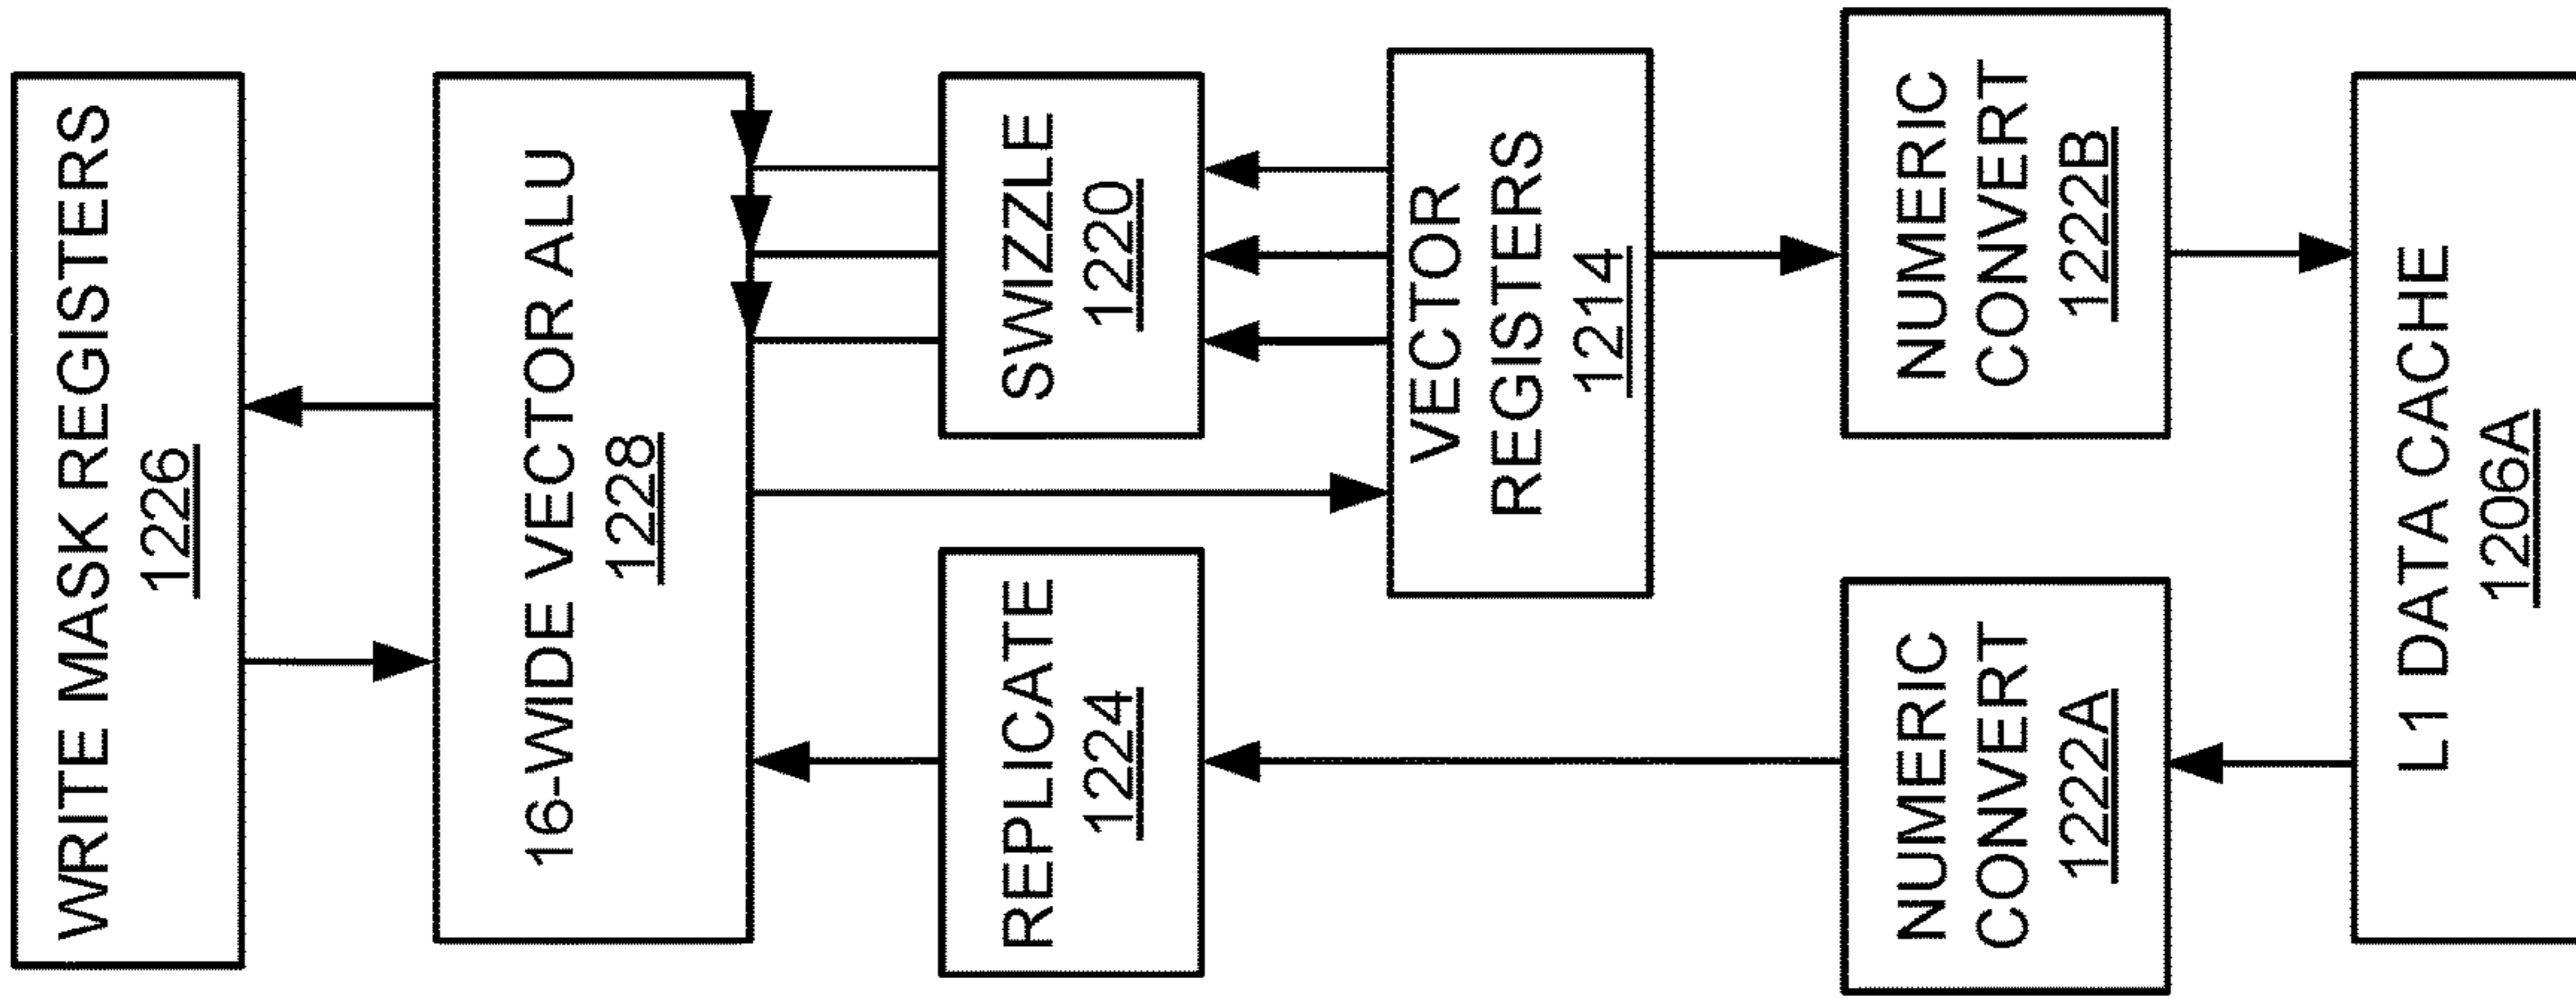 WRITE MASK REGISTERS
1226
16-WIDE VECTOR ALU
1228
REPLICATE
1224
SWIZZLE
1220
VECTOR
REGISTERS
1214
NUMERIC
CONVERT
1222A
NUMERIC
CONVERT
1222B
L1 DATA CACHE
1206A